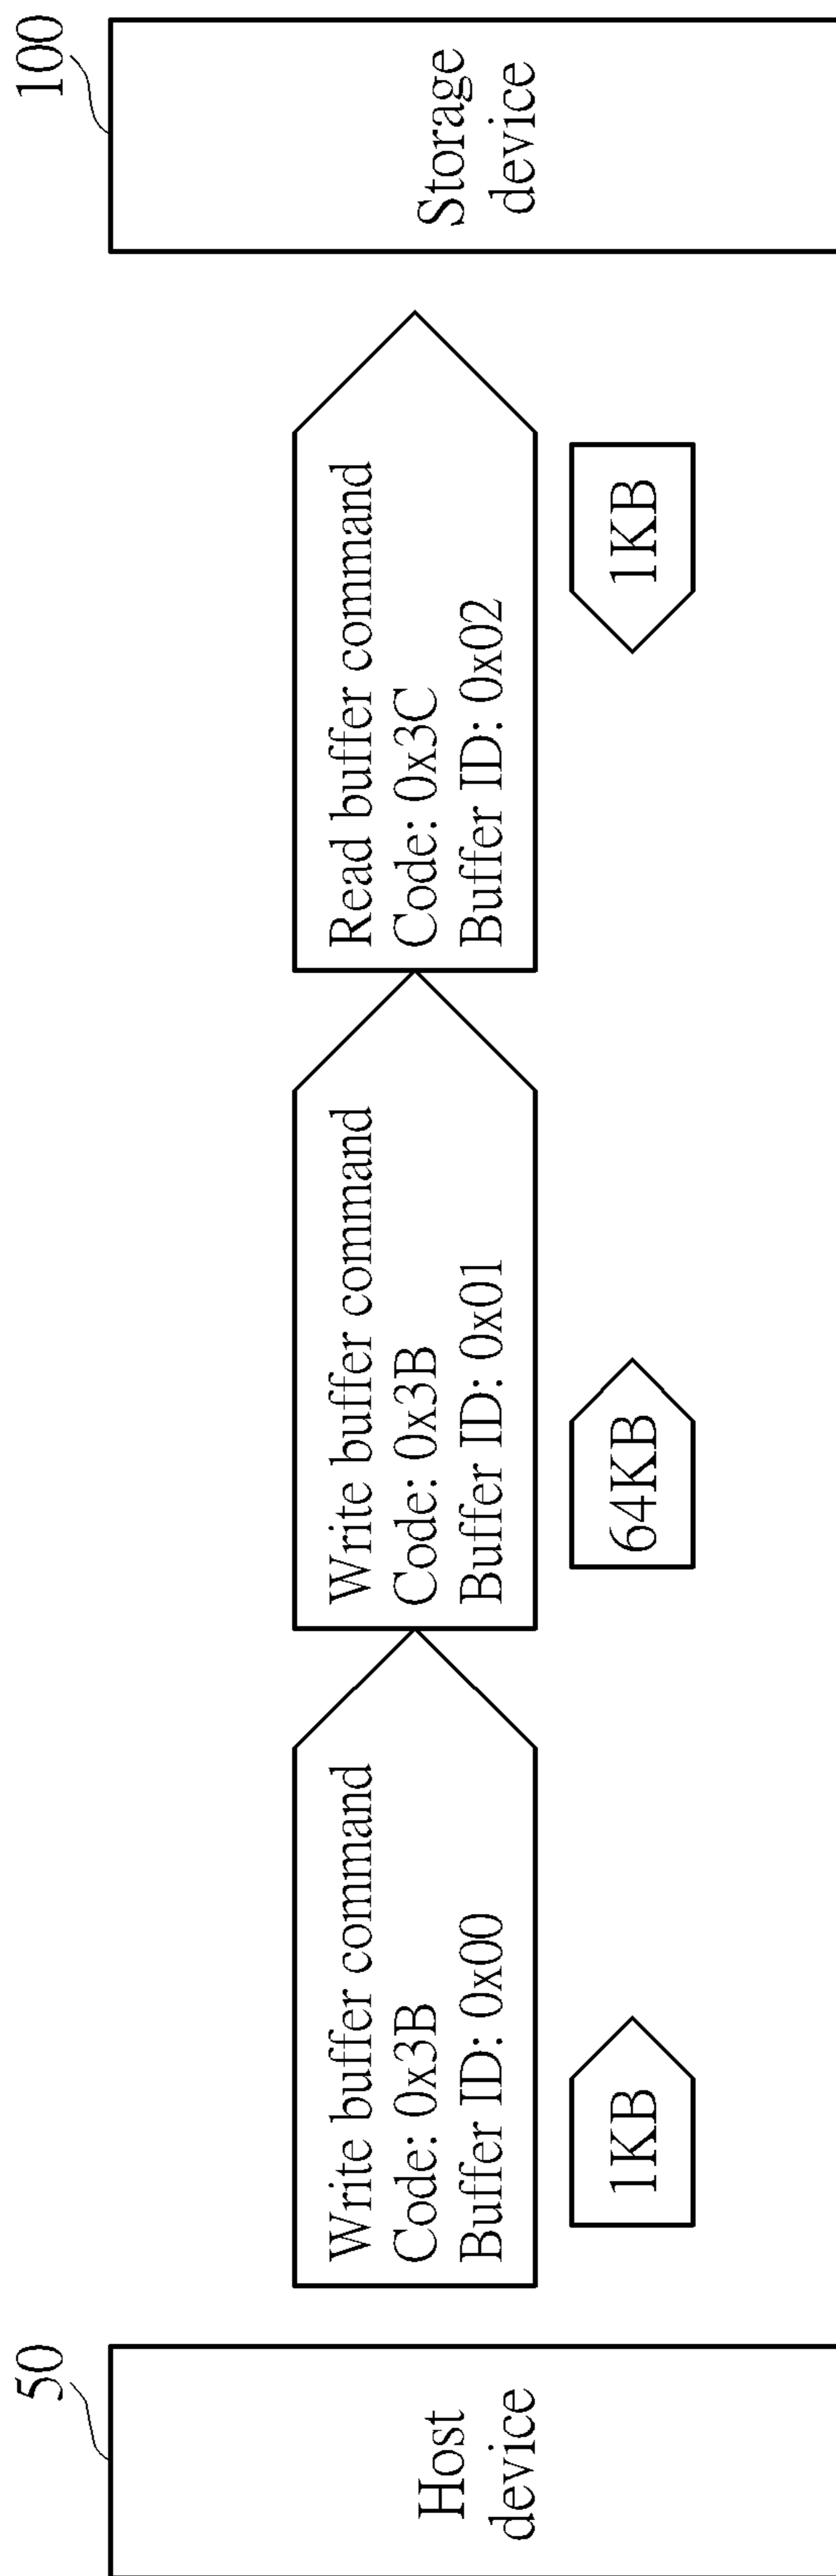 50
Host
device
Write buffer command
Code: 0x3B
Buffer ID: 0x00
1KB
Write buffer command
Code: 0x3B
Buffer ID: 0x01
64KB
Read buffer command
Code: 0x3C
Buffer ID: 0x02
1KB
100
Storage
device